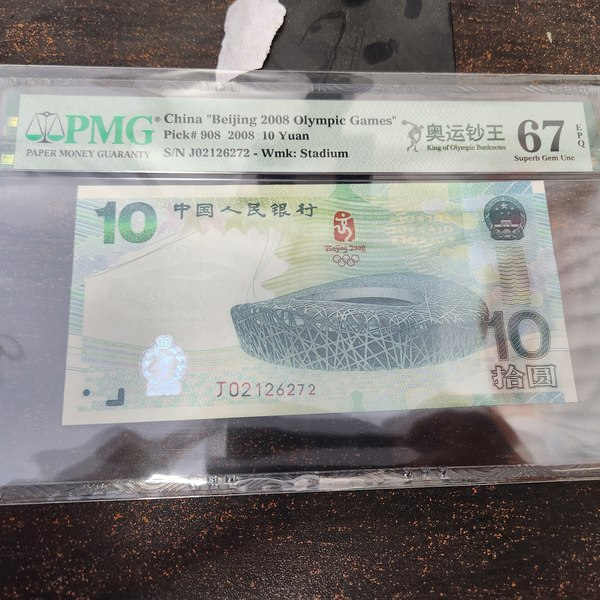 PMG®
PAPER MONEY GUARANTY
China "Beijing 2008 Olympic Games"
Pick# 908 2008 10 Yuan
S/N J02126272 - Wmk: Stadium
奥运钞王
King of Olympic Banknotes
67
EPQ
Superb Gem Unc
10
中国人民银行
Beijing 2008
10
拾圆
J02126272